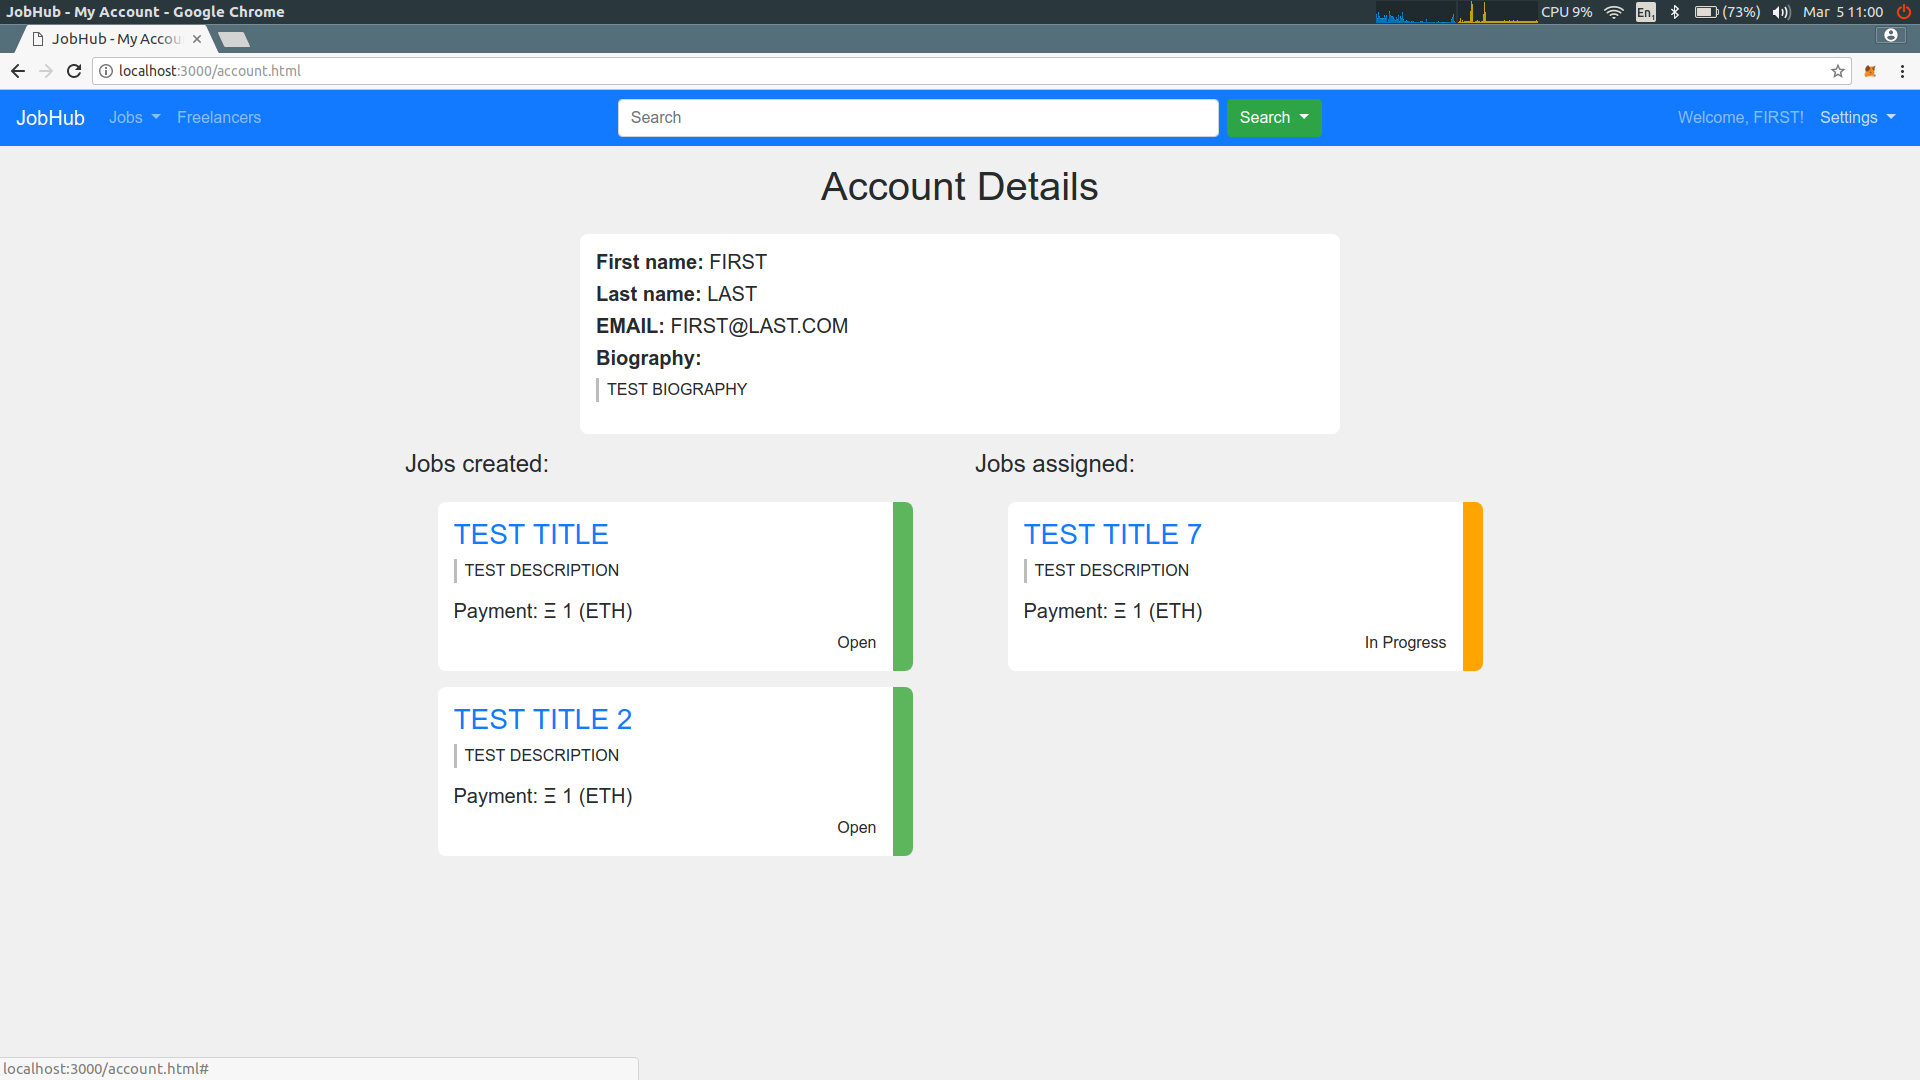 JobHub - My Account - Google Chrome
CPU 9%
En1
(73%)
Mar 5 11:00
JobHub - My Accou
localhost:3000/account.html
JobHub
Jobs
Freelancers
Search
Search
Welcome, FIRST!
Settings
Account Details
First name: FIRST
Last name: LAST
EMAIL: FIRST@LAST.COM
Biography:
TEST BIOGRAPHY
Jobs created:
TEST TITLE
TEST DESCRIPTION
Payment: Ξ 1 (ETH)
Open
TEST TITLE 2
TEST DESCRIPTION
Payment: Ξ 1 (ETH)
Open
Jobs assigned:
TEST TITLE 7
TEST DESCRIPTION
Payment: Ξ 1 (ETH)
In Progress
localhost:3000/account.html#